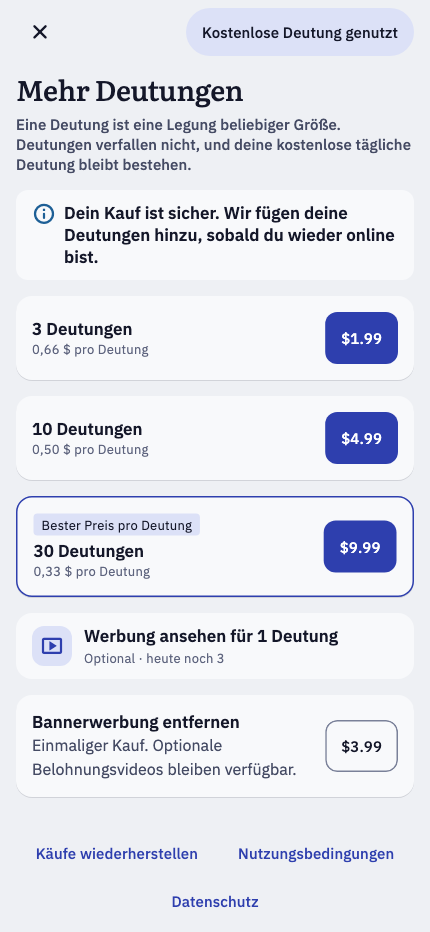 Kostenlose Deutung genutzt
Mehr Deutungen
Eine Deutung ist eine Legung beliebiger Größe.
Deutungen verfallen nicht, und deine kostenlose tägliche
Deutung bleibt bestehen.
Dein Kauf ist sicher. Wir fügen deine
Deutungen hinzu, sobald du wieder online
bist.
3 Deutungen
0,66 $ pro Deutung
$1.99
10 Deutungen
0,50 $ pro Deutung
$4.99
Bester Preis pro Deutung
30 Deutungen
0,33 $ pro Deutung
$9.99
Werbung ansehen für 1 Deutung
Optional · heute noch 3
Bannerwerbung entfernen
Einmaliger Kauf. Optionale
Belohnungsvideos bleiben verfügbar.
$3.99
Käufe wiederherstellen
Nutzungsbedingungen
Datenschutz